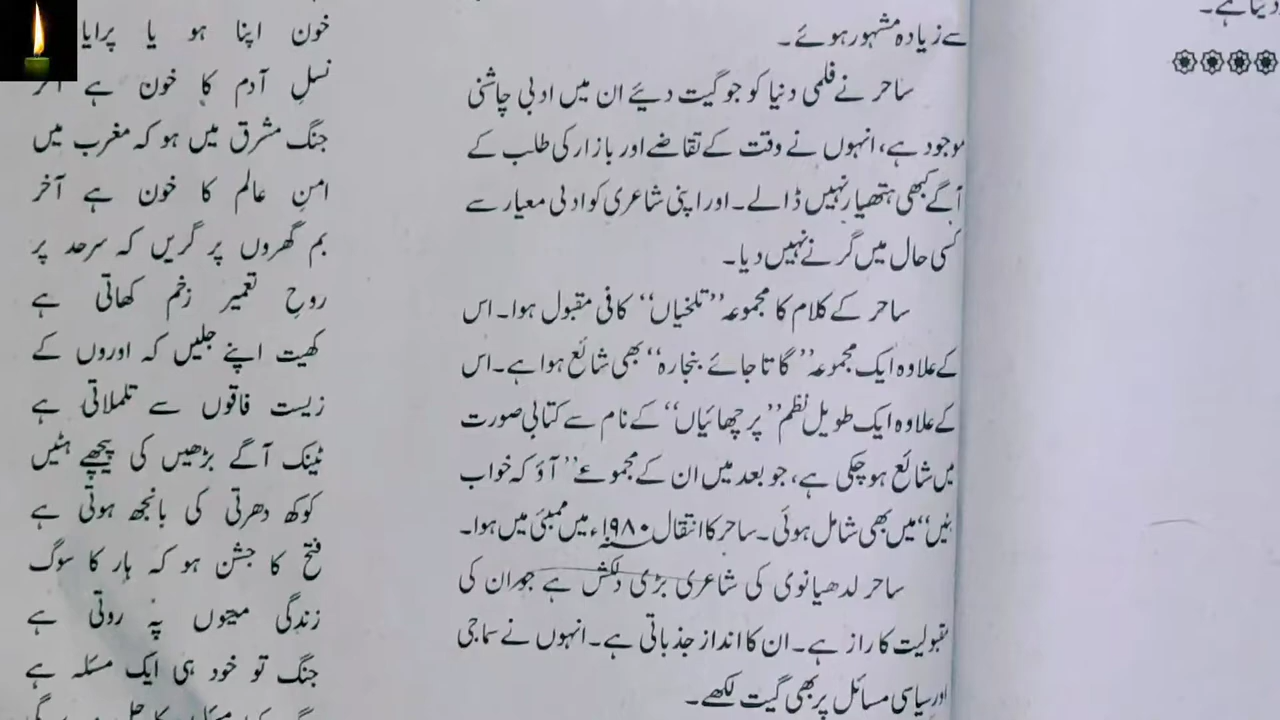 سے زیادہ مشہور ہوئے۔
ساحر نے فلمی دنیا کو جو گیت دیئے ان میں ادبی چاشنی
موجود ہے، انہوں نے وقت کے تقاضے اور بازار کی طلب کے
آگے کبھی ہتھیار نہیں ڈالے۔ اور اپنی شاعری کو ادبی معیار سے
کسی حال میں گرنے نہیں دیا۔
ساحر کے کلام کا مجموعہ ”تلخیاں“ کافی مقبول ہوا۔ اس
کے علاوہ ایک مجموعہ ”گاتا جائے بنجارہ“ بھی شائع ہوا ہے۔ اس
کے علاوہ ایک طویل نظم ”پرچھائیاں“ کے نام سے کتابی صورت
میں شائع ہو چکی ہے، جو بعد میں ان کے مجموعے ”آؤ کہ خواب
بنیں“ میں بھی شامل ہوئی۔ ساحر کا انتقال ۱۹۸۰ء میں ممبئی میں ہوا۔
ساحر لدھیانوی کی شاعری بڑی دلکش ہے جو ان کی
مقبولیت کا راز ہے۔ ان کا انداز جذباتی ہے۔ انہوں نے سماجی
اور سیاسی مسائل پر بھی گیت لکھے۔
خون اپنا ہو یا پرایا
نسلِ آدم کا خون ہے آخر
جنگ مشرق میں ہو کہ مغرب میں
امنِ عالم کا خون ہے آخر
بم گھروں پر گریں کہ سرحد پر
روحِ تعمیر زخم کھاتی ہے
کھیت اپنے جلیں کہ اوروں کے
زیست فاقوں سے تلملاتی ہے
ٹینک آگے بڑھیں کی پیچھے ہٹیں
کوکھ دھرتی کی بانجھ ہوتی ہے
فتح کا جشن ہو کہ ہار کا سوگ
زندگی میتوں پہ روتی ہے
جنگ تو خود ہی ایک مسئلہ ہے